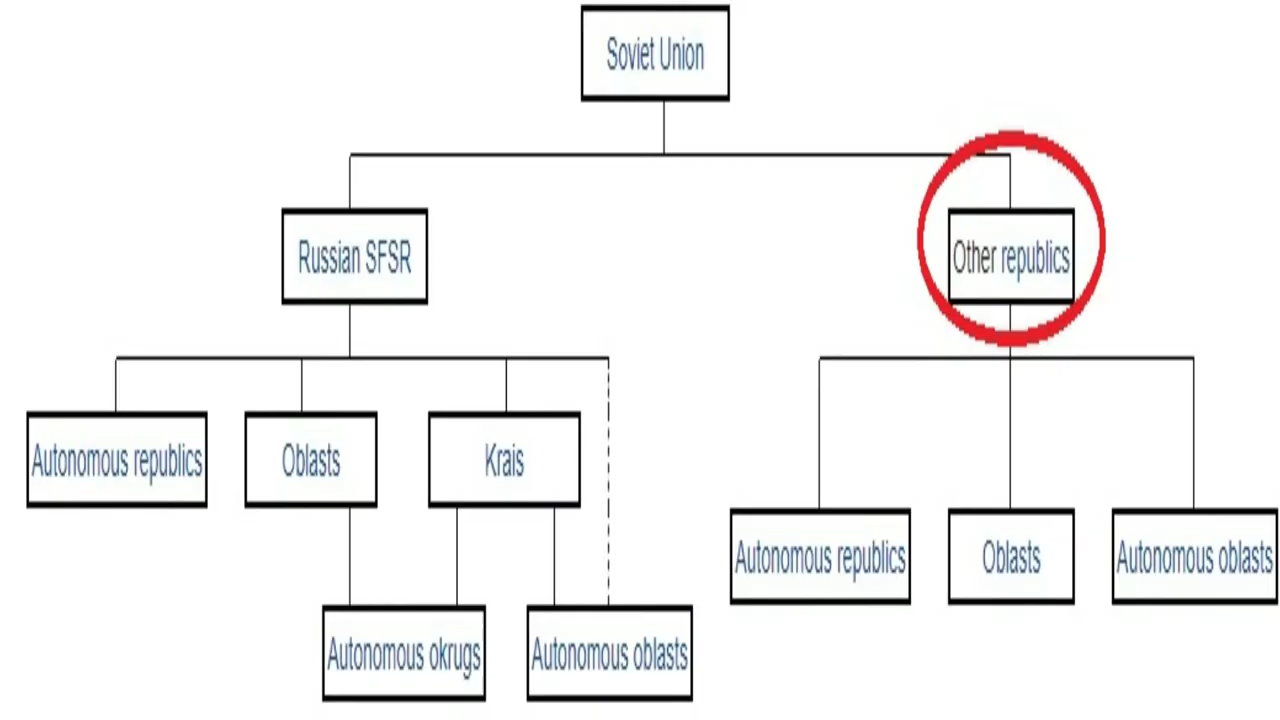 Soviet Union
Russian SFSR
Other republics
Autonomous republics
Oblasts
Krais
Autonomous republics
Oblasts
Autonomous oblasts
Autonomous okrugs
Autonomous oblasts